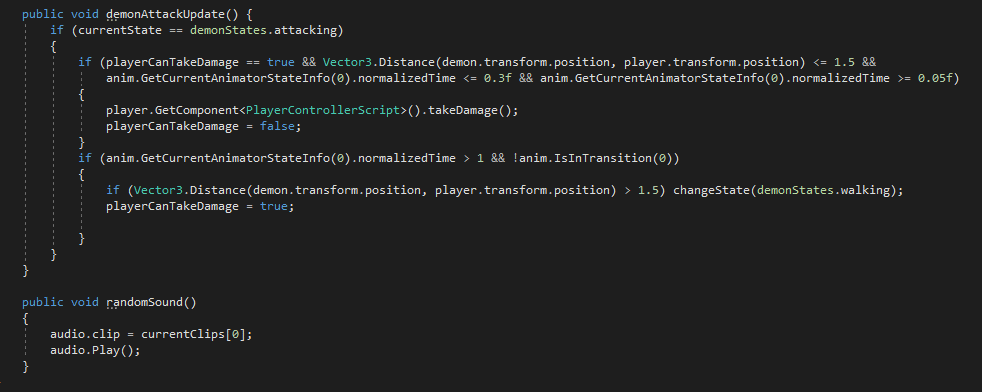 public void demonAttackUpdate() {
    if (currentState == demonStates.attacking)
    {
        if (playerCanTakeDamage == true && Vector3.Distance(demon.transform.position, player.transform.position) <= 1.5 &&
            anim.GetCurrentAnimatorStateInfo(0).normalizedTime <= 0.3f && anim.GetCurrentAnimatorStateInfo(0).normalizedTime >= 0.05f)
        {
            player.GetComponent<PlayerControllerScript>().takeDamage();
            playerCanTakeDamage = false;
        }
        if (anim.GetCurrentAnimatorStateInfo(0).normalizedTime > 1 && !anim.IsInTransition(0))
        {
            if (Vector3.Distance(demon.transform.position, player.transform.position) > 1.5) changeState(demonStates.walking);
            playerCanTakeDamage = true;

        }
    }
}

public void randomSound()
{
    audio.clip = currentClips[0];
    audio.Play();
}